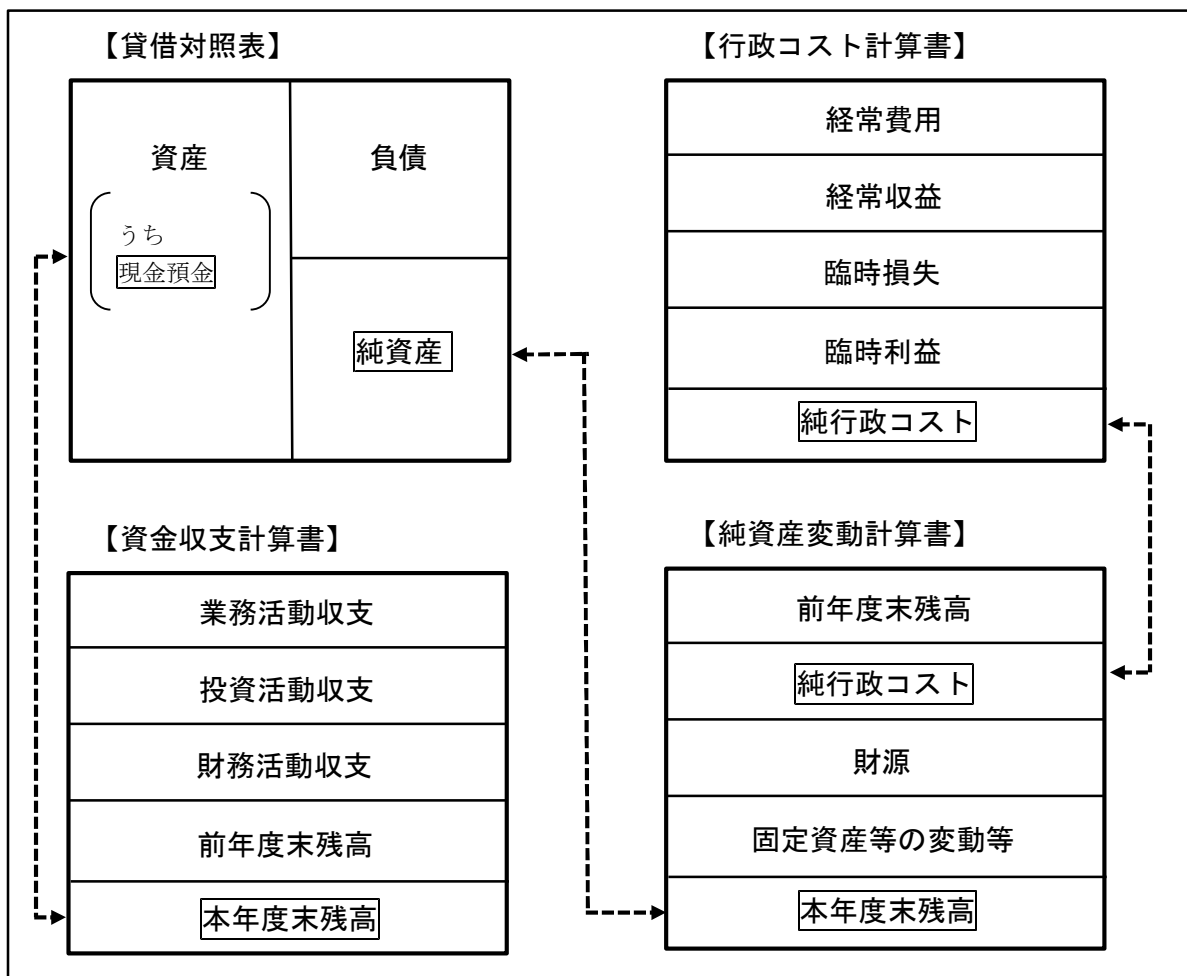 【貸借対照表】
資産
うち
現金預金
負債
純資産
【行政コスト計算書】
経常費用
経常収益
臨時損失
臨時利益
純行政コスト
【資金収支計算書】
業務活動収支
投資活動収支
財務活動収支
前年度末残高
本年度末残高
【純資産変動計算書】
前年度末残高
純行政コスト
財源
固定資産等の変動等
本年度末残高